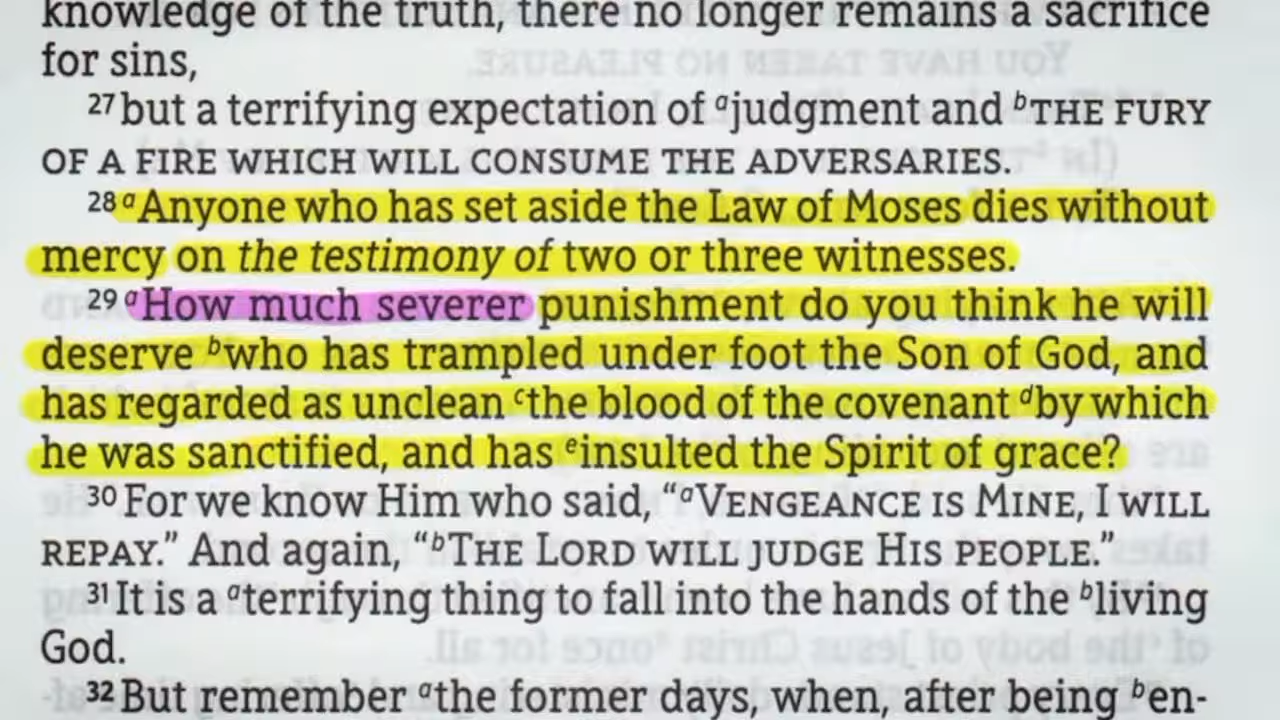 knowledge of the truth, there no longer remains a sacrifice
for sins,
27 but a terrifying expectation of ajudgment and bTHE FURY
OF A FIRE WHICH WILL CONSUME THE ADVERSARIES.
28 aAnyone who has set aside the Law of Moses dies without
mercy on the testimony of two or three witnesses.
29 aHow much severer punishment do you think he will
deserve bwho has trampled under foot the Son of God, and
has regarded as unclean cthe blood of the covenant dby which
he was sanctified, and has einsulted the Spirit of grace?
30 For we know Him who said, “aVENGEANCE IS MINE, I WILL
REPAY.” And again, “bTHE LORD WILL JUDGE HIS PEOPLE.”
31 It is a aterrifying thing to fall into the hands of the bliving
God.
32 But remember athe former days, when, after being ben-